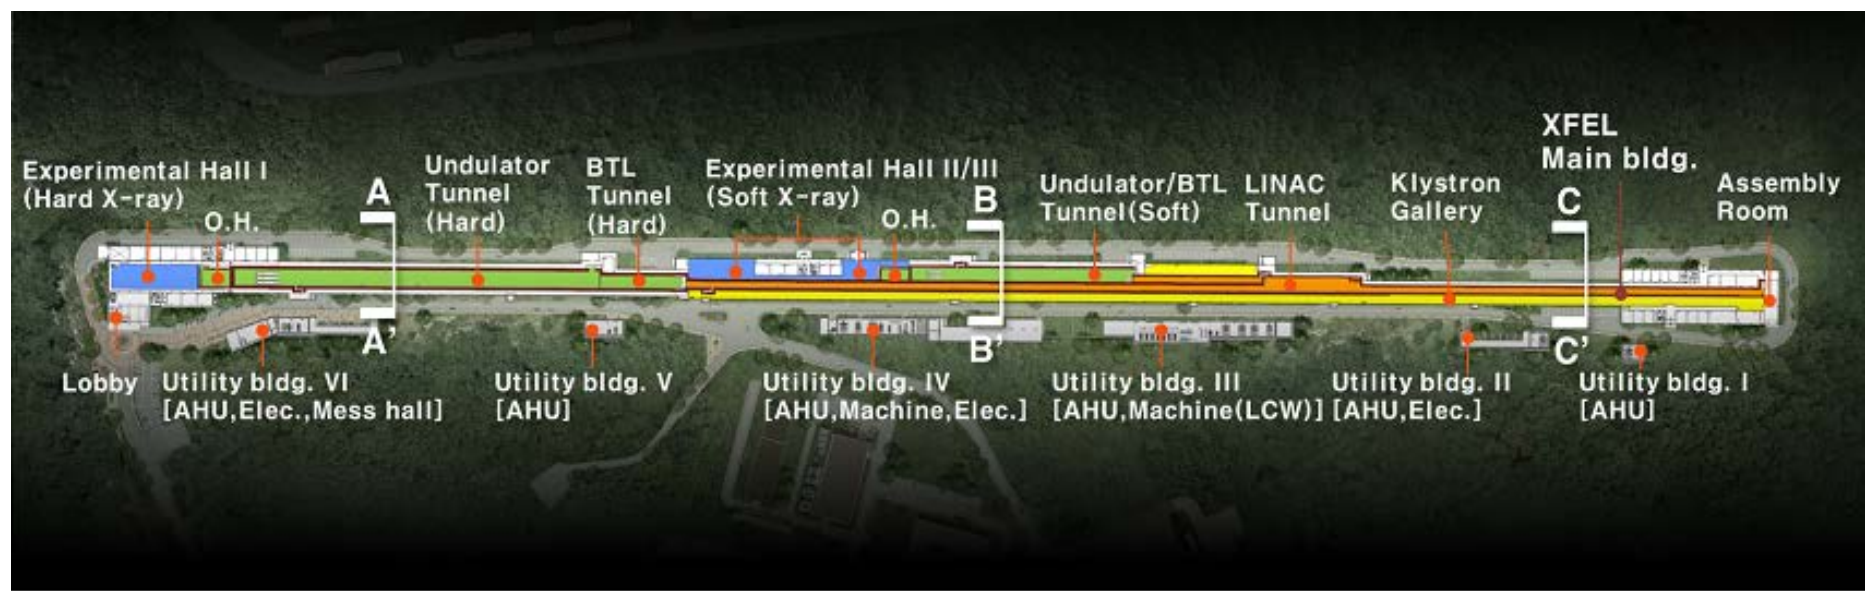 XFEL
Main bldg.
Experimental Hall I
(Hard X-ray)
O.H.
A
Undulator
Tunnel
(Hard)
BTL
Tunnel
(Hard)
Experimental Hall II/III
(Soft X-ray)
O.H.
B
Undulator/BTL
Tunnel(Soft)
LINAC
Tunnel
Klystron
Gallery
C
Assembly
Room
A'
B'
C'
Lobby
Utility bldg. VI
[AHU,Elec.,Mess hall]
Utility bldg. V
[AHU]
Utility bldg. IV
[AHU,Machine,Elec.]
Utility bldg. III
[AHU,Machine(LCW)]
Utility bldg. II
[AHU,Elec.]
Utility bldg. I
[AHU]